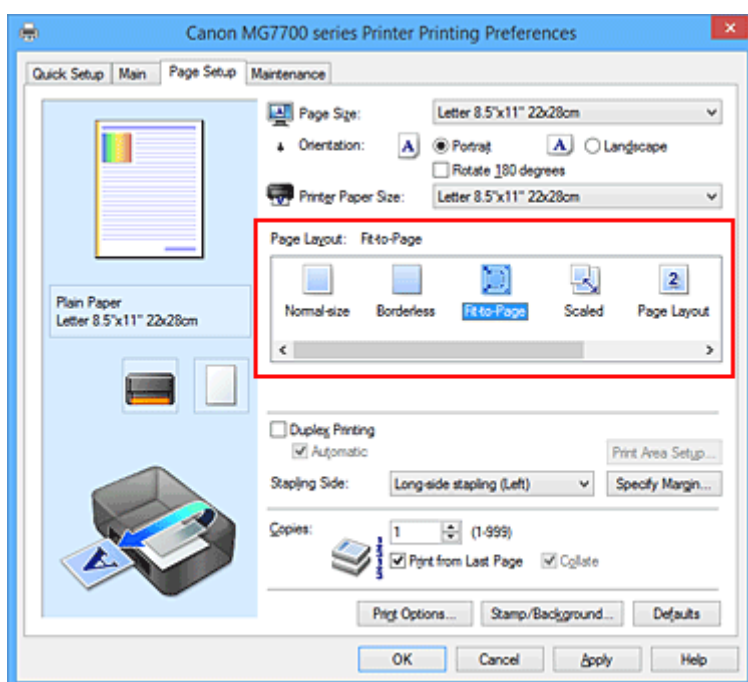 Canon MG7700 series Printer Printing Preferences
Quick Setup Main Page Setup Maintenance
Page Size: Letter 8.5"x11" 22x28cm
Orientation: A Portrait A Landscape
Rotate 180 degrees
Printer Paper Size: Letter 8.5"x11" 22x28cm
Page Layout: Fit-to-Page
2
Normal-size Borderless Fit-to-Page Scaled Page Layout
Plain Paper
Letter 8.5"x11" 22x28cm
Duplex Printing
Automatic
Print Area Setup...
Stapling Side: Long-side stapling (Left) Specify Margin...
Copies: 1 (1-999)
Print from Last Page Collate
A
Print Options... Stamp/Background... Defaults
OK Cancel Apply Help